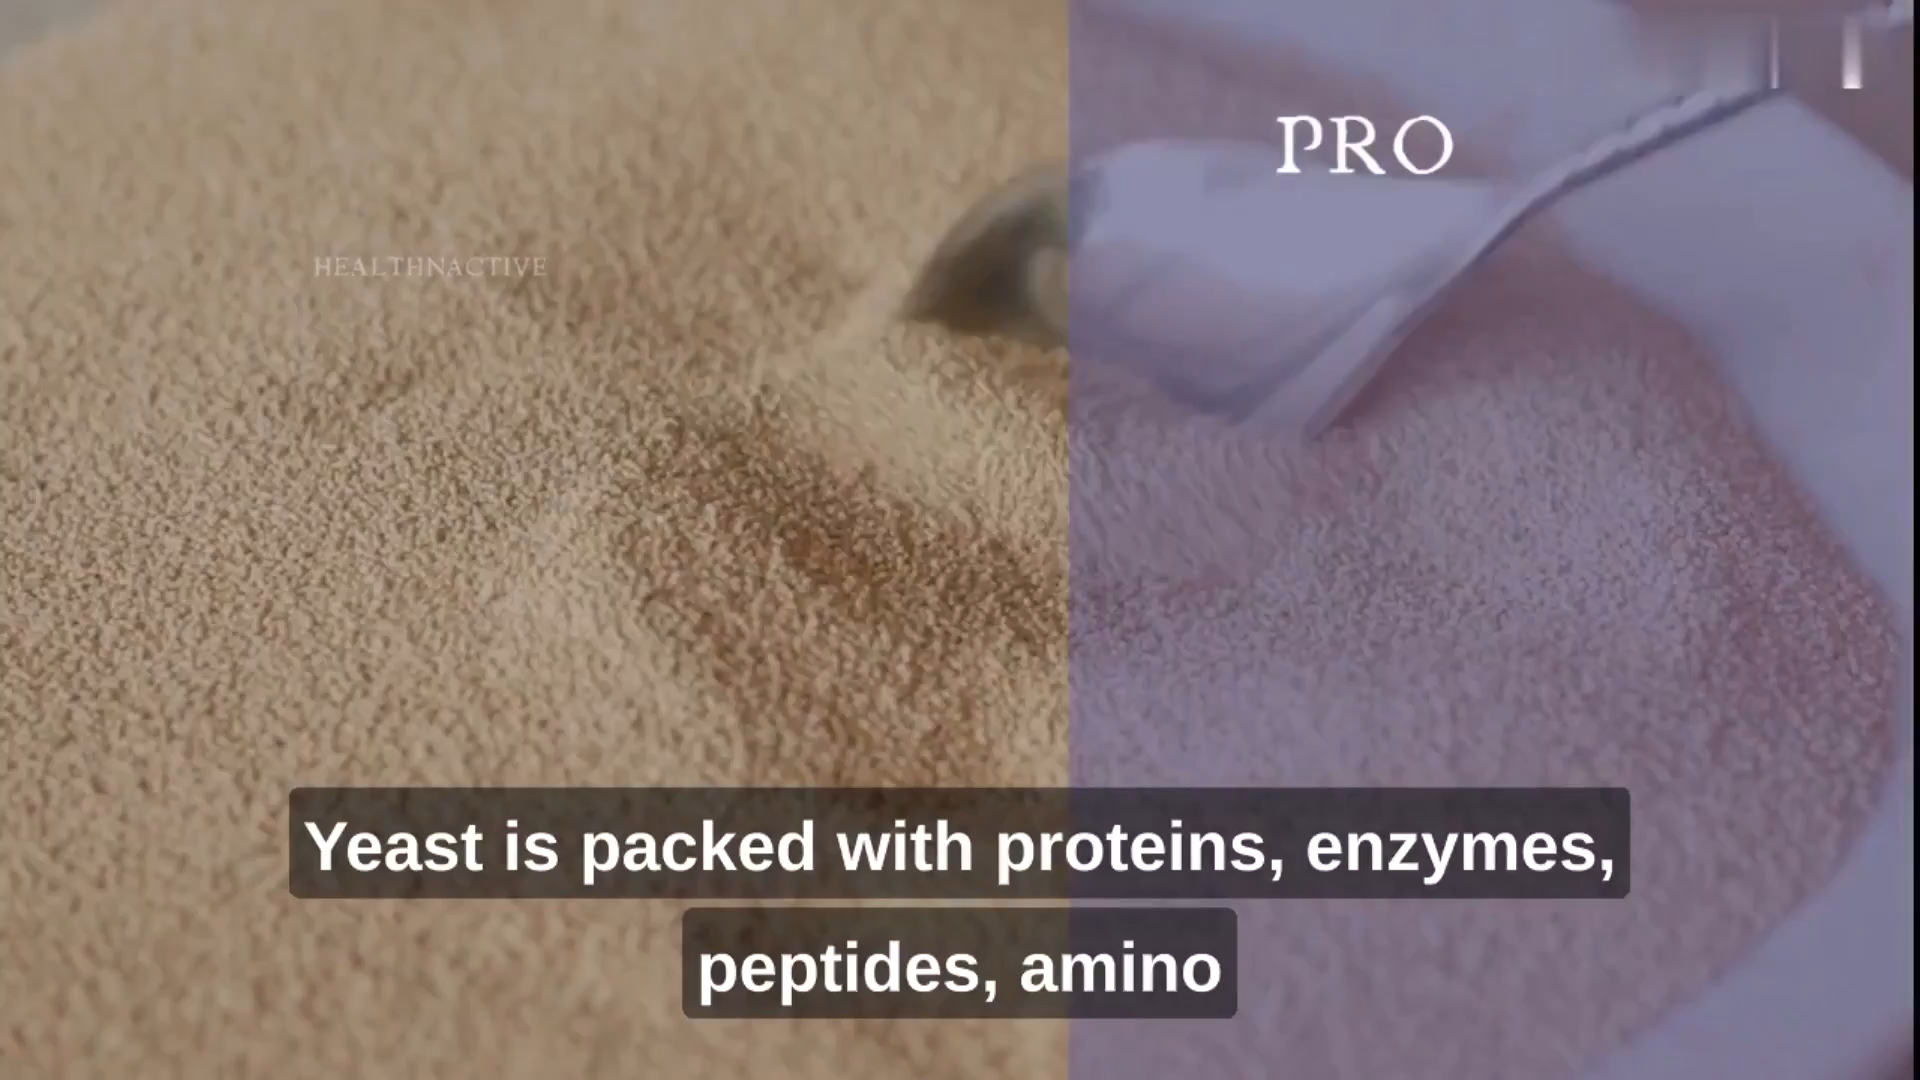 PRO
HEALTHNACTIVE
Yeast is packed with proteins, enzymes,
peptides, amino